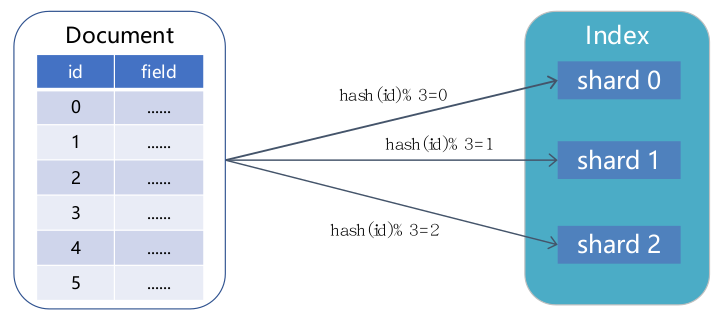 Document
id field
0 ......
1 ......
2 ......
3 ......
4 ......
5 ......
hash(id)% 3=0
hash(id)% 3=1
hash(id)% 3=2
Index
shard 0
shard 1
shard 2